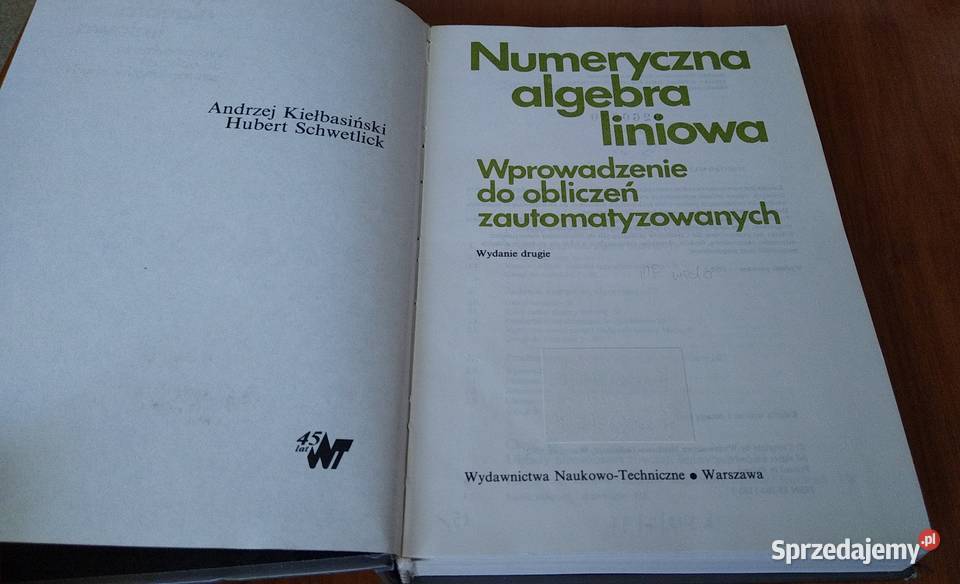 Andrzej Kiełbasiński
Hubert Schwetlick
45
lat
WNT
Numeryczna
algebra
liniowa
Wprowadzenie
do obliczeń
zautomatyzowanych
Wydanie drugie
Wydawnictwa Naukowo-Techniczne ● Warszawa
Sprzedajemy.pl